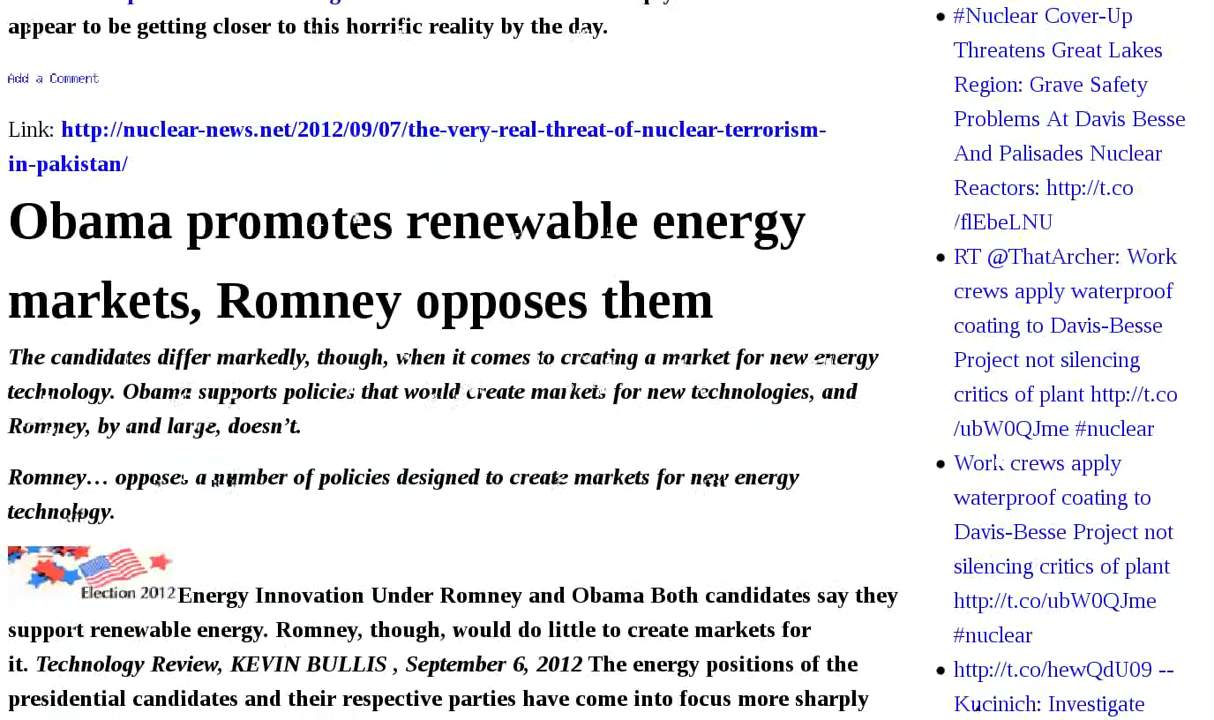 appear to be getting closer to this horrific reality by the day.
Add a Comment
Link: http://nuclear-news.net/2012/09/07/the-very-real-threat-of-nuclear-terrorism-
in-pakistan/
Obama promotes renewable energy
markets, Romney opposes them
The candidates differ markedly, though, when it comes to creating a market for new energy
technology. Obama supports policies that would create markets for new technologies, and
Romney, by and large, doesn’t.
Romney… opposes a number of policies designed to create markets for new energy
technology.
Election 2012 Energy Innovation Under Romney and Obama Both candidates say they
support renewable energy. Romney, though, would do little to create markets for
it. Technology Review, KEVIN BULLIS , September 6, 2012 The energy positions of the
presidential candidates and their respective parties have come into focus more sharply
#Nuclear Cover-Up
Threatens Great Lakes
Region: Grave Safety
Problems At Davis Besse
And Palisades Nuclear
Reactors: http://t.co
/flEbeLNU
RT @ThatArcher: Work
crews apply waterproof
coating to Davis-Besse
Project not silencing
critics of plant http://t.co
/ubW0QJme #nuclear
Work crews apply
waterproof coating to
Davis-Besse Project not
silencing critics of plant
http://t.co/ubW0QJme
#nuclear
http://t.co/hewQdU09 --
Kucinich: Investigate